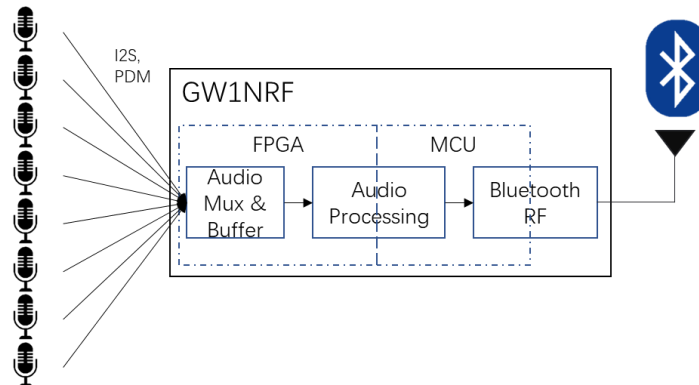 I2S,
PDM
GW1NRF
FPGA
MCU
Audio
Mux &
Buffer
Audio
Processing
Bluetooth
RF